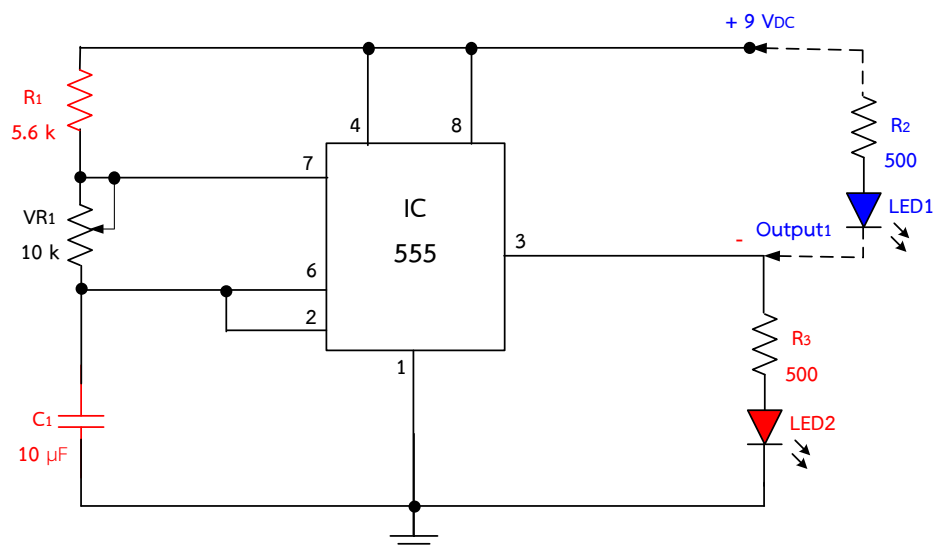 + 9 VDC
R1
5.6 k
4
8
R2
500
7
VR1
10 k
IC
555
LED1
3
-
Output1
6
2
1
R3
500
C1
10 µF
LED2